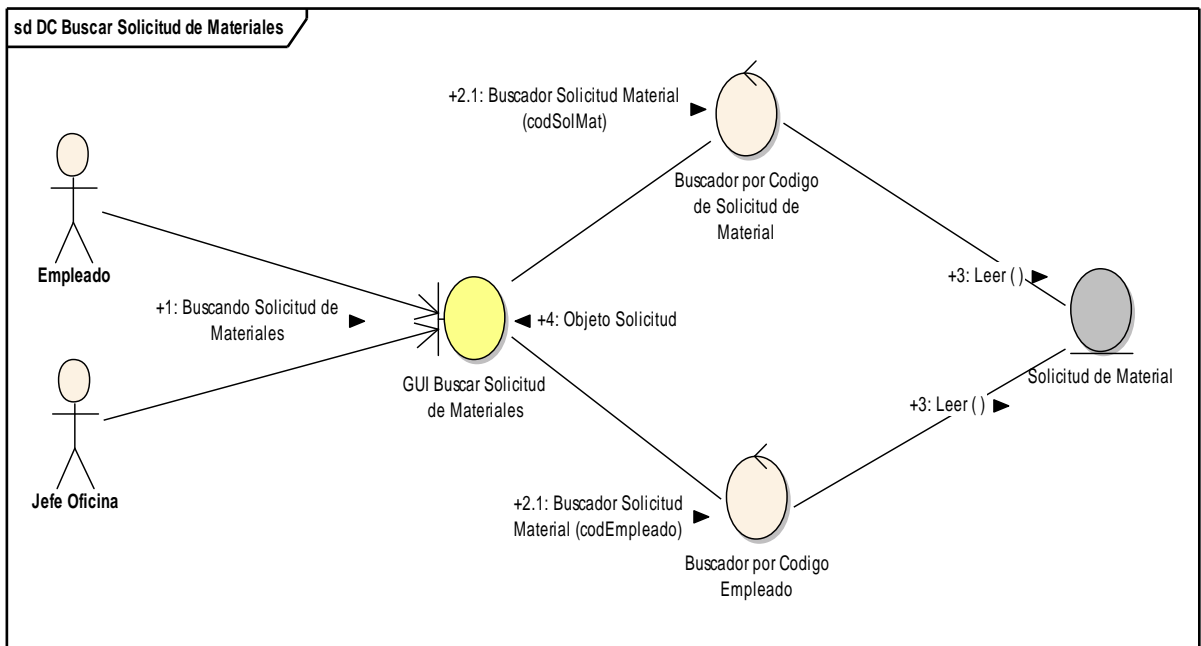 sd DC Buscar Solicitud de Materiales
+2.1: Buscador Solicitud Material
(codSolMat)
Buscador por Codigo
de Solicitud de
Material
Empleado
+1: Buscando Solicitud de
Materiales
+4: Objeto Solicitud
+3: Leer ( )
GUI Buscar Solicitud
de Materiales
Solicitud de Material
+3: Leer ( )
Jefe Oficina
+2.1: Buscador Solicitud
Material (codEmpleado)
Buscador por Codigo
Empleado